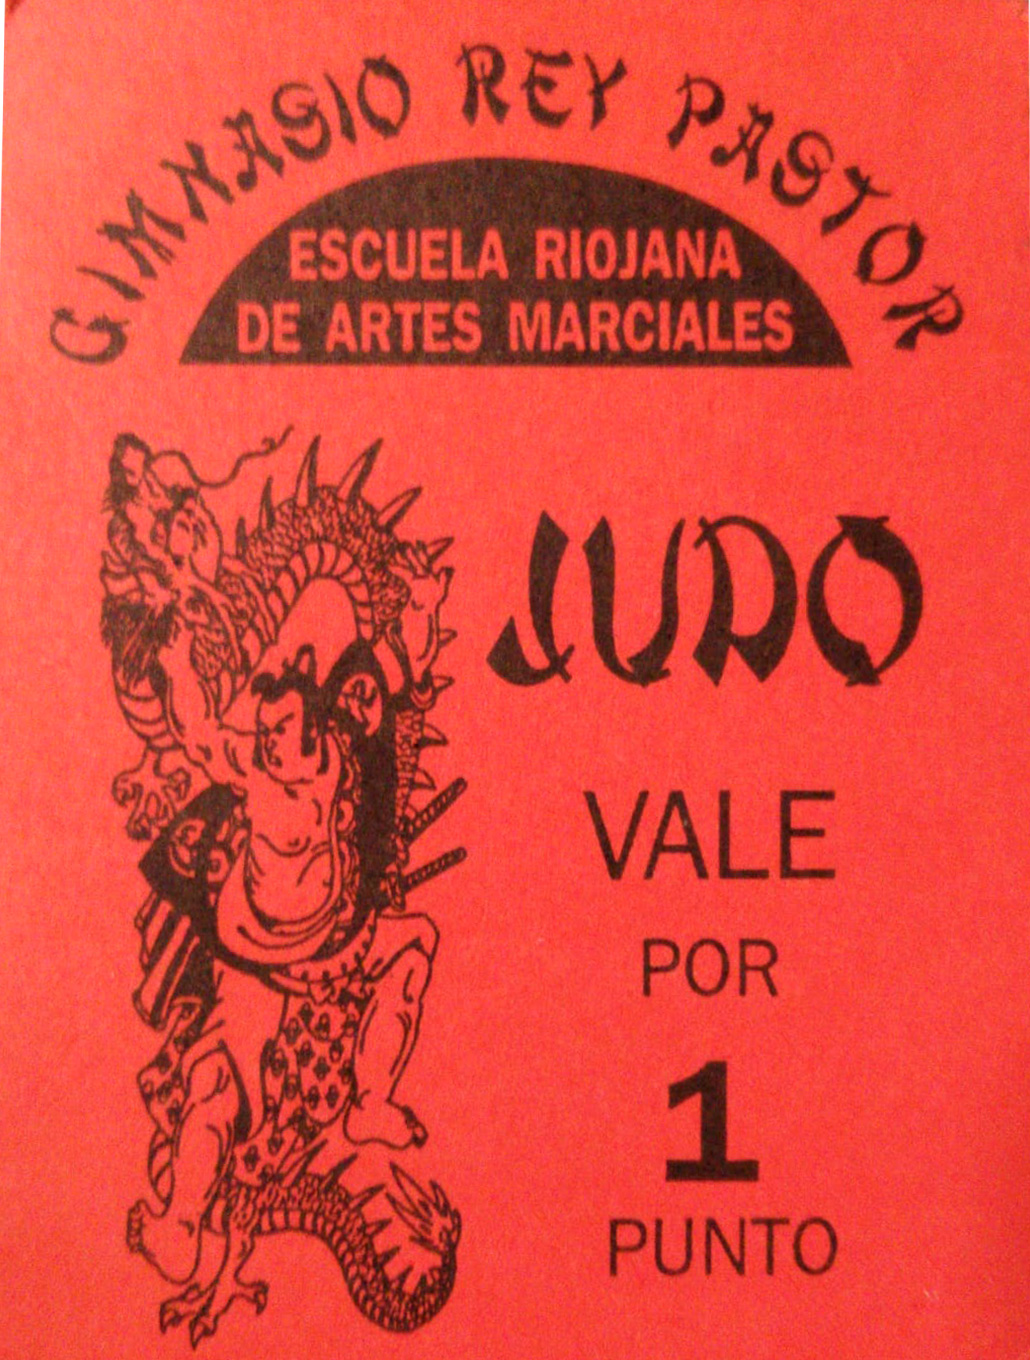 GIMNASIO REY PASTOR
ESCUELA RIOJANA
DE ARTES MARCIALES
JUDO
VALE
POR
1
PUNTO